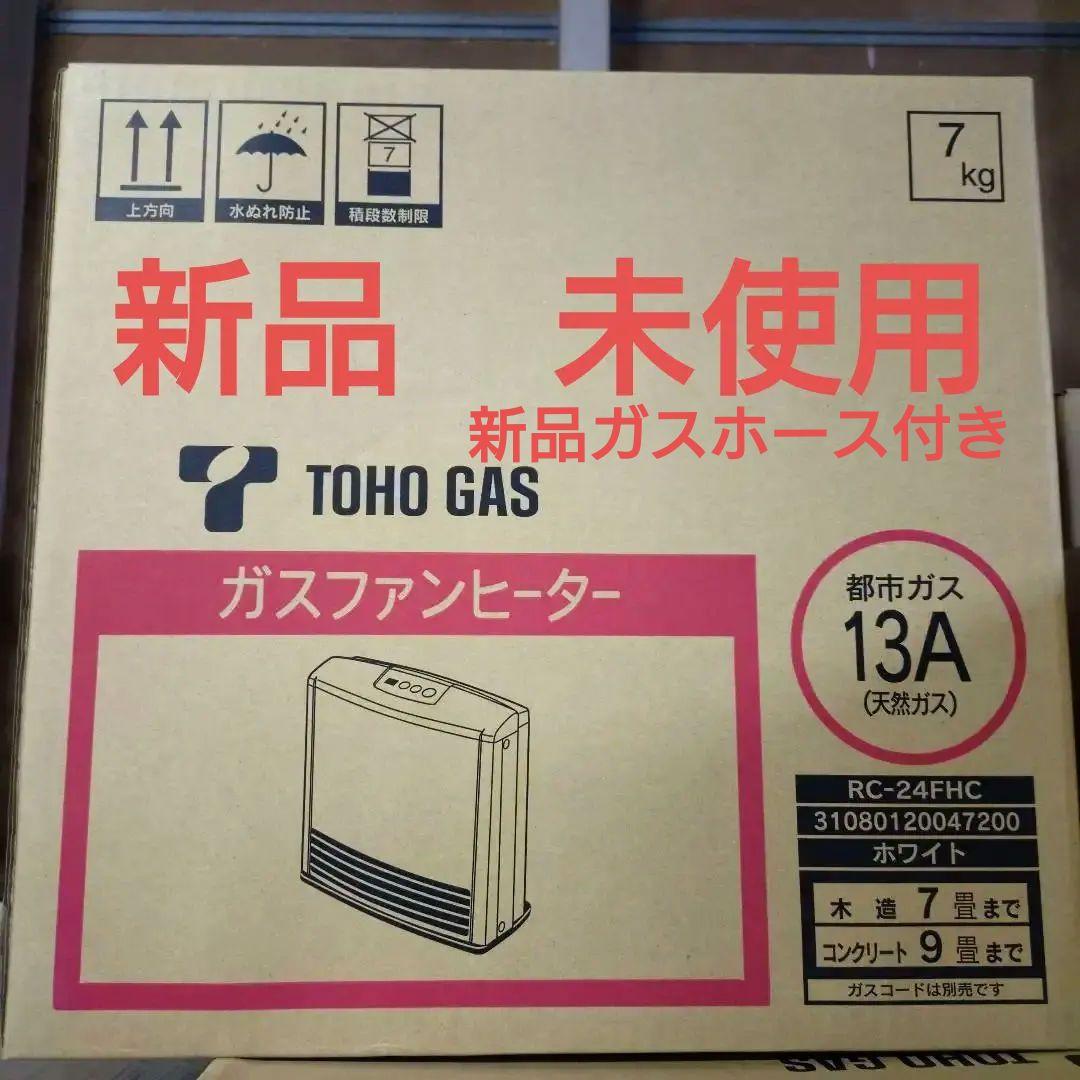 上方向
水ぬれ防止
7
積段数制限
7
kg
新品 未使用
新品ガスホース付き
TOHO GAS
ガスファンヒーター
都市ガス
13A
(天然ガス)
RC-24FHC
31080120047200
ホワイト
木造 7 畳まで
コンクリート 9 畳まで
ガスコードは別売です
TOHO GAS